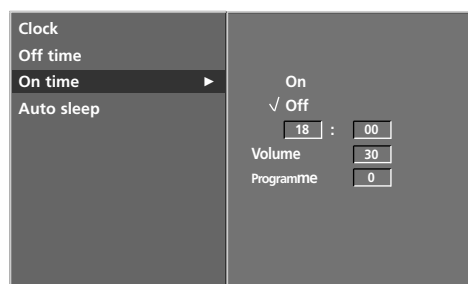 Clock
Off time
On time ►
Auto sleep
On
√ Off
18 : 00
Volume 30
Programme 0